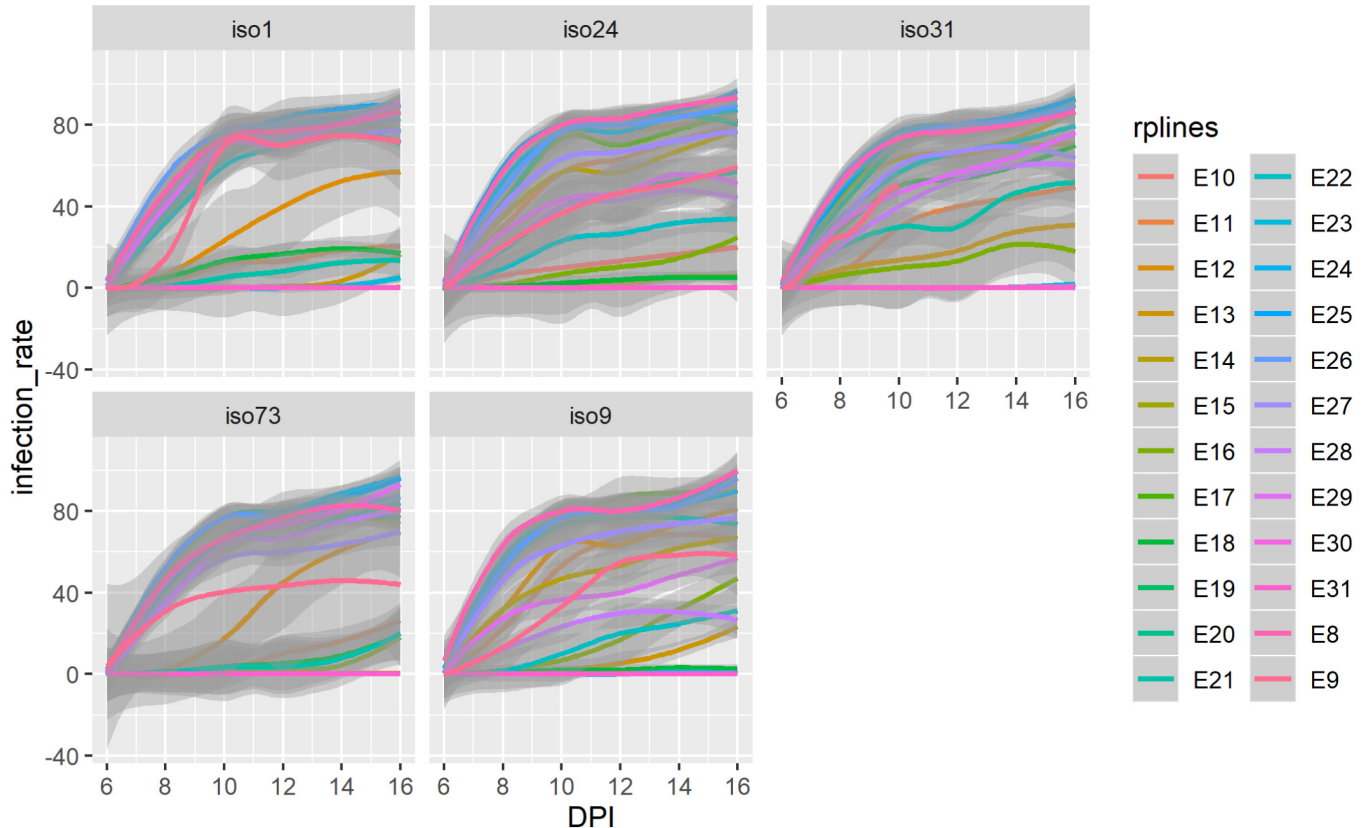 iso1
iso24
iso31
80
40
0
-40
6 8 10 12 14 16
iso73
iso9
80
40
0
-40
6 8 10 12 14 16
6 8 10 12 14 16
infection_rate
DPI
rplines
E10
E11
E12
E13
E14
E15
E16
E17
E18
E19
E20
E21
E22
E23
E24
E25
E26
E27
E28
E29
E30
E31
E8
E9